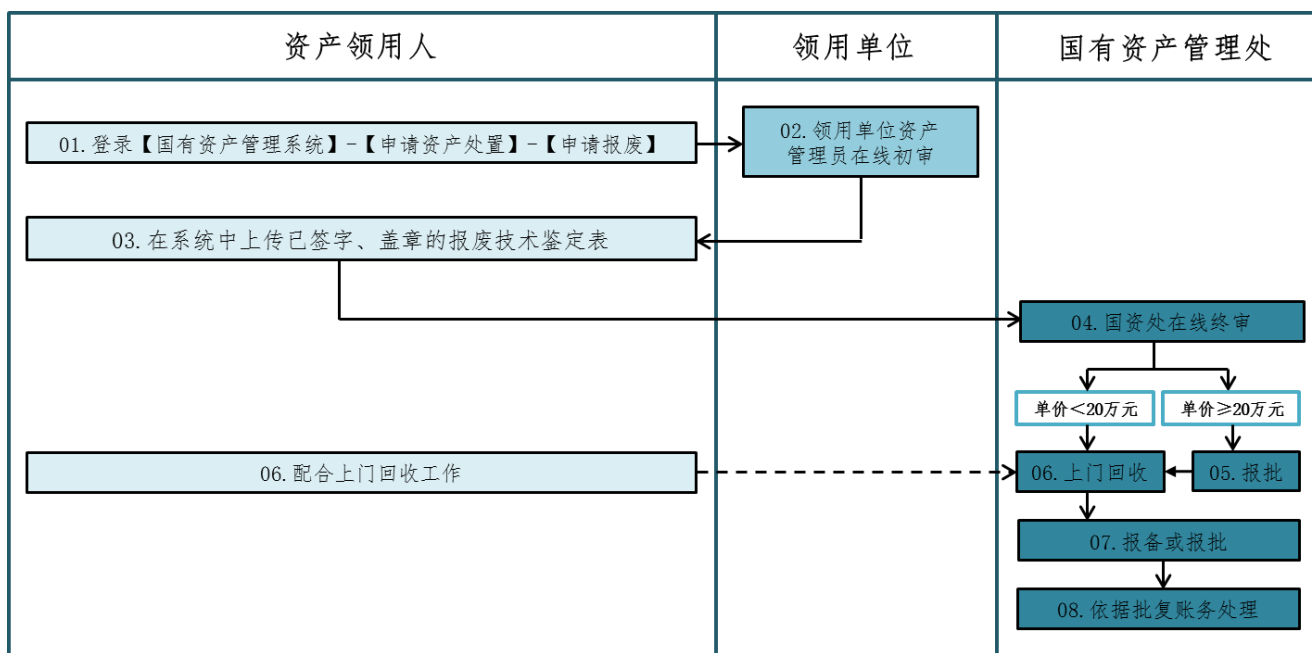 资产领用人
领用单位
国有资产管理处
01.登录【国有资产管理系统】-【申请资产处置】-【申请报废】
02.领用单位资产
管理员在线初审
03.在系统中上传已签字、盖章的报废技术鉴定表
04.国资处在线终审
单价<20万元
单价≥20万元
06.配合上门回收工作
06.上门回收
05.报批
07.报备或报批
08.依据批复账务处理